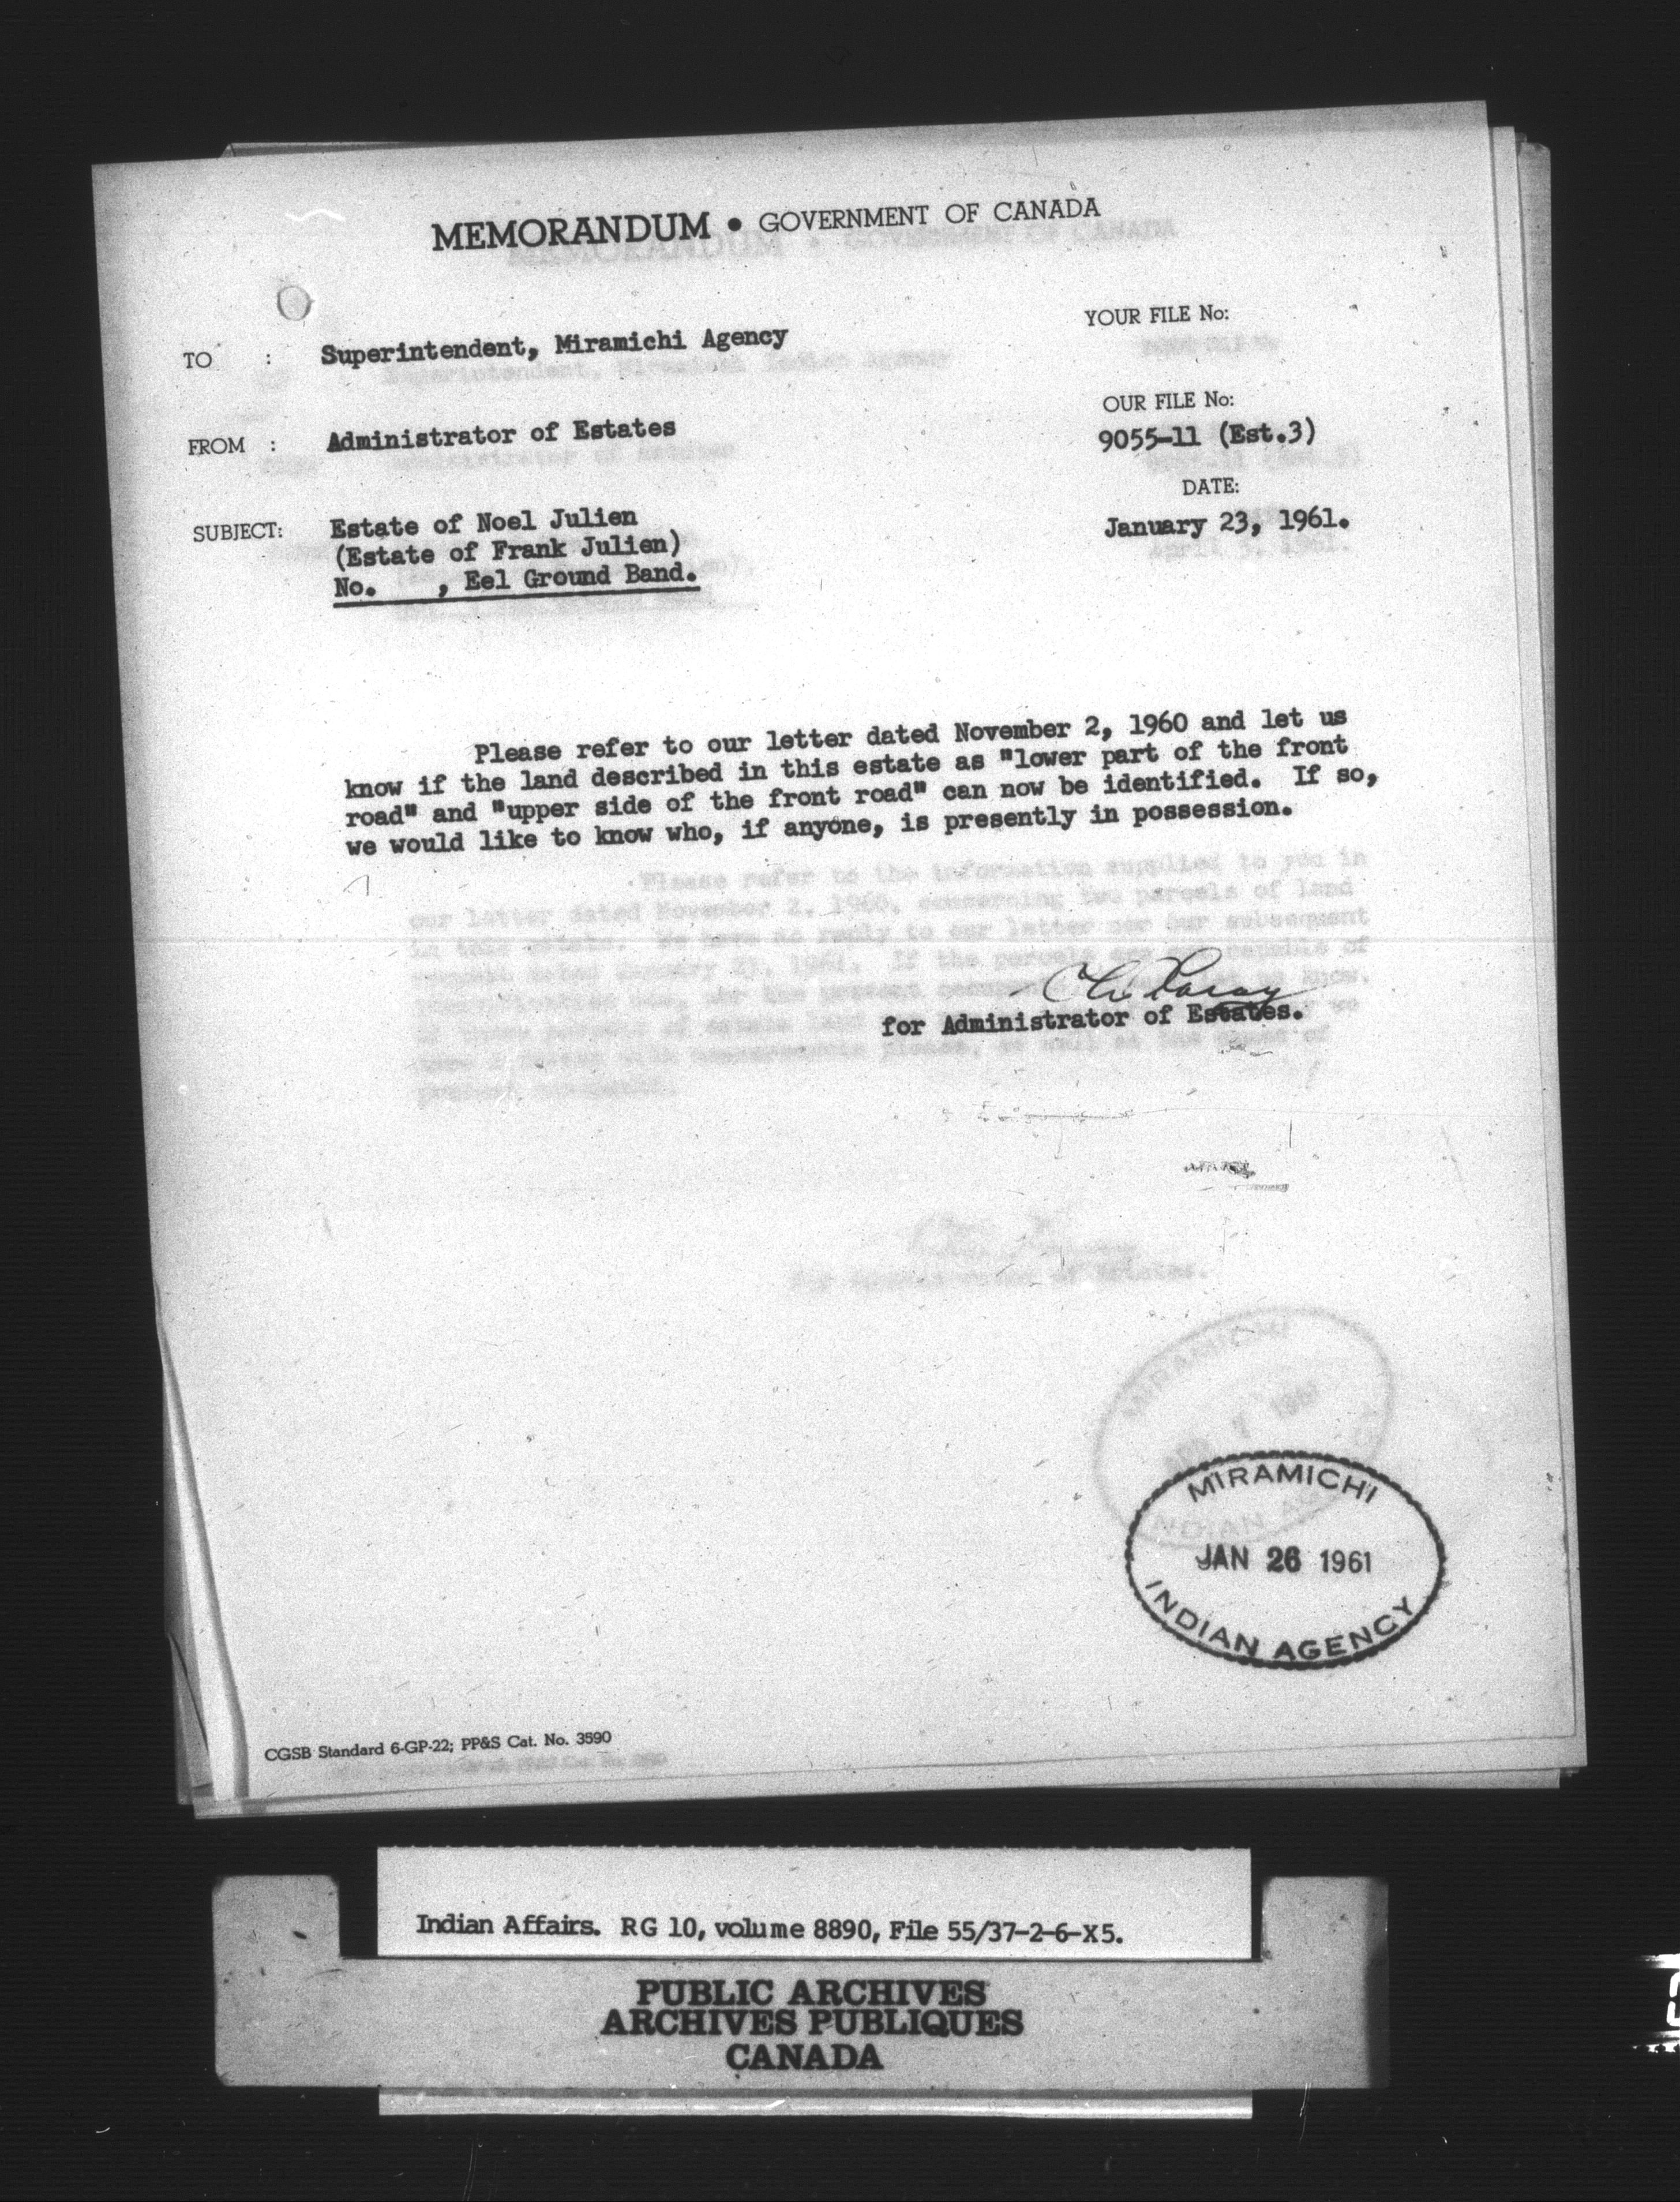 MEMORANDUM • GOVERNMENT OF CANADA
YOUR FILE No:
TO : Superintendent, Miramichi Agency
OUR FILE No:
FROM : Administrator of Estates
9055-11 (Est.3)
DATE:
SUBJECT: Estate of Noel Julien
January 23, 1961.
(Estate of Frank Julien)
No. , Eel Ground Band.
Please refer to our letter dated November 2, 1960 and let us
know if the land described in this estate as "lower part of the front
road" and "upper side of the front road" can now be identified. If so,
we would like to know who, if anyone, is presently in possession.
for Administrator of Estates.
MIRAMICHI
JAN 26 1961
INDIAN AGENCY
CGSB Standard 6-GP-22; PP&S Cat. No. 3590
Indian Affairs. RG 10, volume 8890, File 55/37-2-6-X5.
PUBLIC ARCHIVES
ARCHIVES PUBLIQUES
CANADA